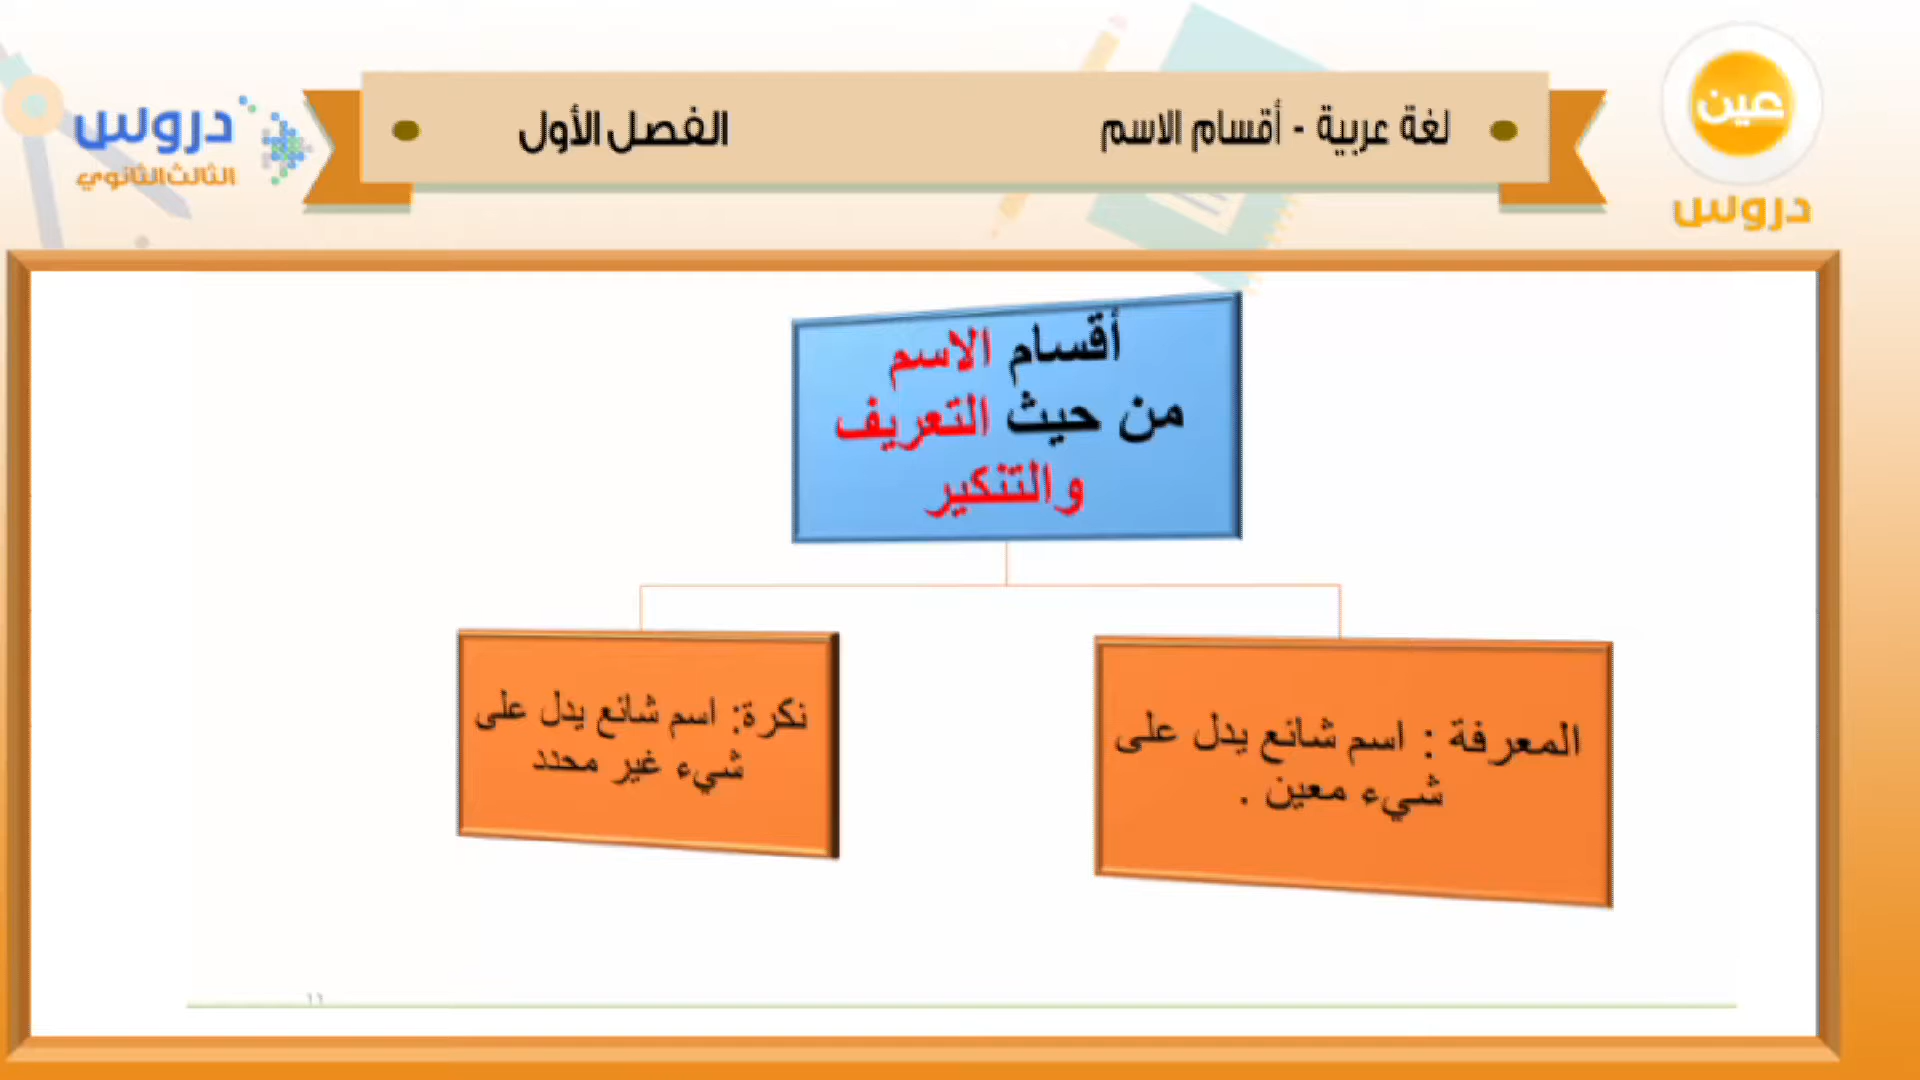 عين
دروس
لغة عربية - أقسام الاسم
الفصل الأول
دروس
الثالث الثانوي
أقسام الاسم
من حيث التعريف
والتنكير
المعرفة : اسم شائع يدل على
شيء معين .
نكرة: اسم شائع يدل على
شيء غير محدد